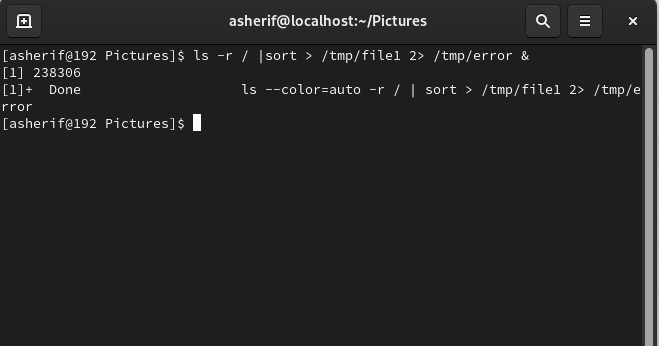 asherif@localhost:~/Pictures
[asherif@192 Pictures]$ ls -r / |sort > /tmp/file1 2> /tmp/error &
[1] 238306
[1]+  Done                    ls --color=auto -r / | sort > /tmp/file1 2> /tmp/e
rror
[asherif@192 Pictures]$